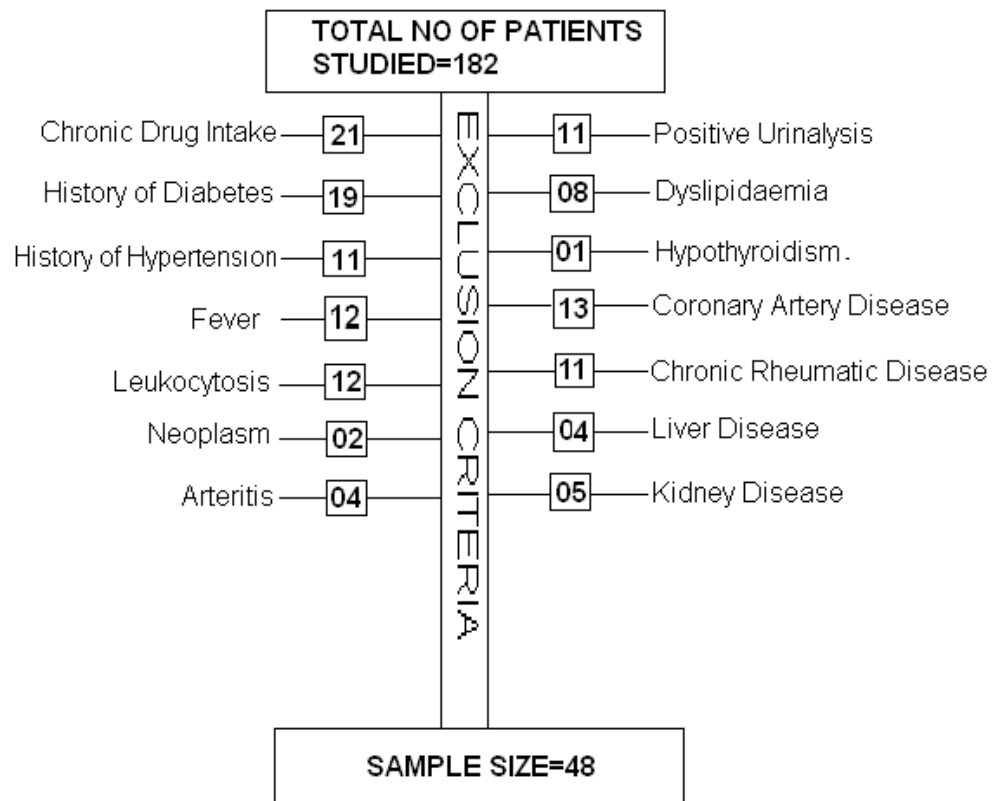 TOTAL NO OF PATIENTS
STUDIED=182
Chronic Drug Intake 21
History of Diabetes 19
History of Hypertension 11
Fever 12
Leukocytosis 12
Neoplasm 02
Arteritis 04
EXCLUSION CRITERIA
11 Positive Urinalysis
08 Dyslipidaemia
01 Hypothyroidism.
13 Coronary Artery Disease
11 Chronic Rheumatic Disease
04 Liver Disease
05 Kidney Disease
SAMPLE SIZE=48